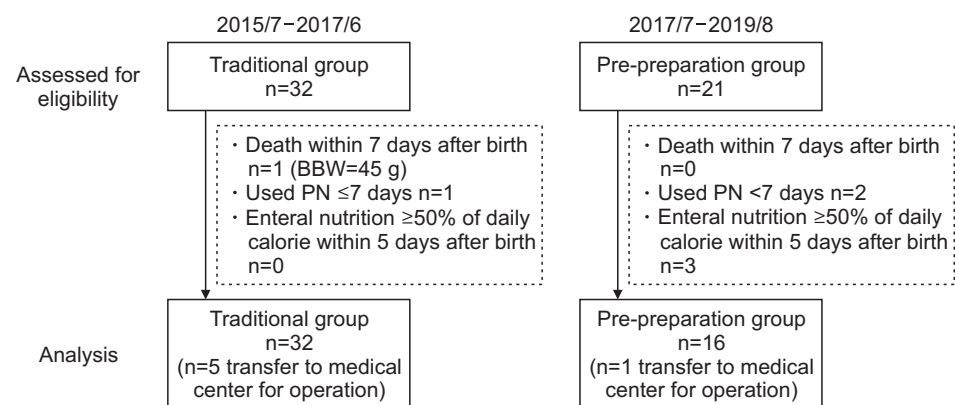 2015/7–2017/6
2017/7–2019/8
Assessed for
eligibility
Traditional group
n=32
Pre-preparation group
n=21
· Death within 7 days after birth
n=1 (BBW=45 g)
· Used PN ≤7 days n=1
· Enteral nutrition ≥50% of daily
calorie within 5 days after birth
n=0
· Death within 7 days after birth
n=0
· Used PN <7 days n=2
· Enteral nutrition ≥50% of daily
calorie within 5 days after birth
n=3
Analysis
Traditional group
n=32
(n=5 transfer to medical
center for operation)
Pre-preparation group
n=16
(n=1 transfer to medical
center for operation)